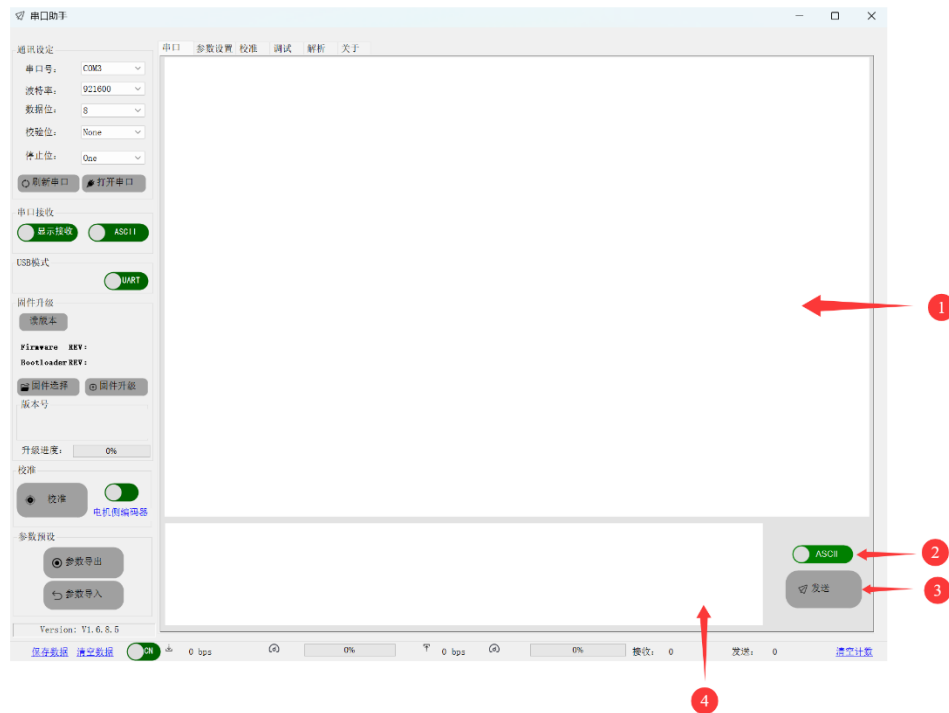 串口助手
通讯设定
串口号: COM3
波特率: 921600
数据位: 8
校验位: None
停止位: One
刷新串口 打开串口
串口接收
显示接收 ASCII
USB模式
UART
固件升级
读版本
Firmware REV:
Bootloader REV:
固件选择 固件升级
版本号
升级进度: 0%
校准
校准
电机侧编码器
参数预设
参数导出
参数导入
Version: V1.6.8.5
串口 参数设置 校准 调试 解析 关于
1
ASCII 2
发送 3
保存数据 清空数据 CN 0 bps 0% 0 bps 0% 接收: 0 发送: 0 清空计数
4